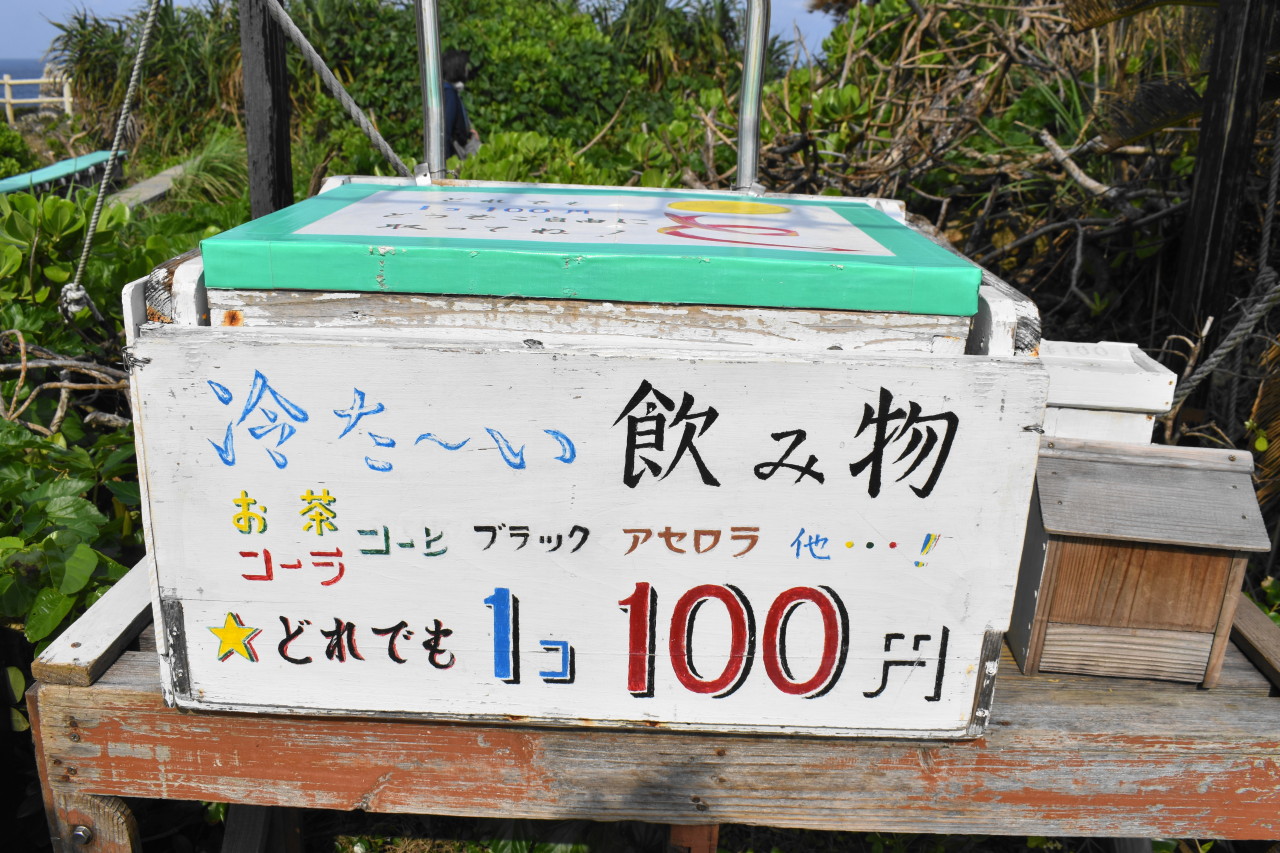 冷た〜い 飲み物
お茶 コーヒ ブラック アセロラ 他・・・!
コーラ
★どれでも 1コ 100円
100